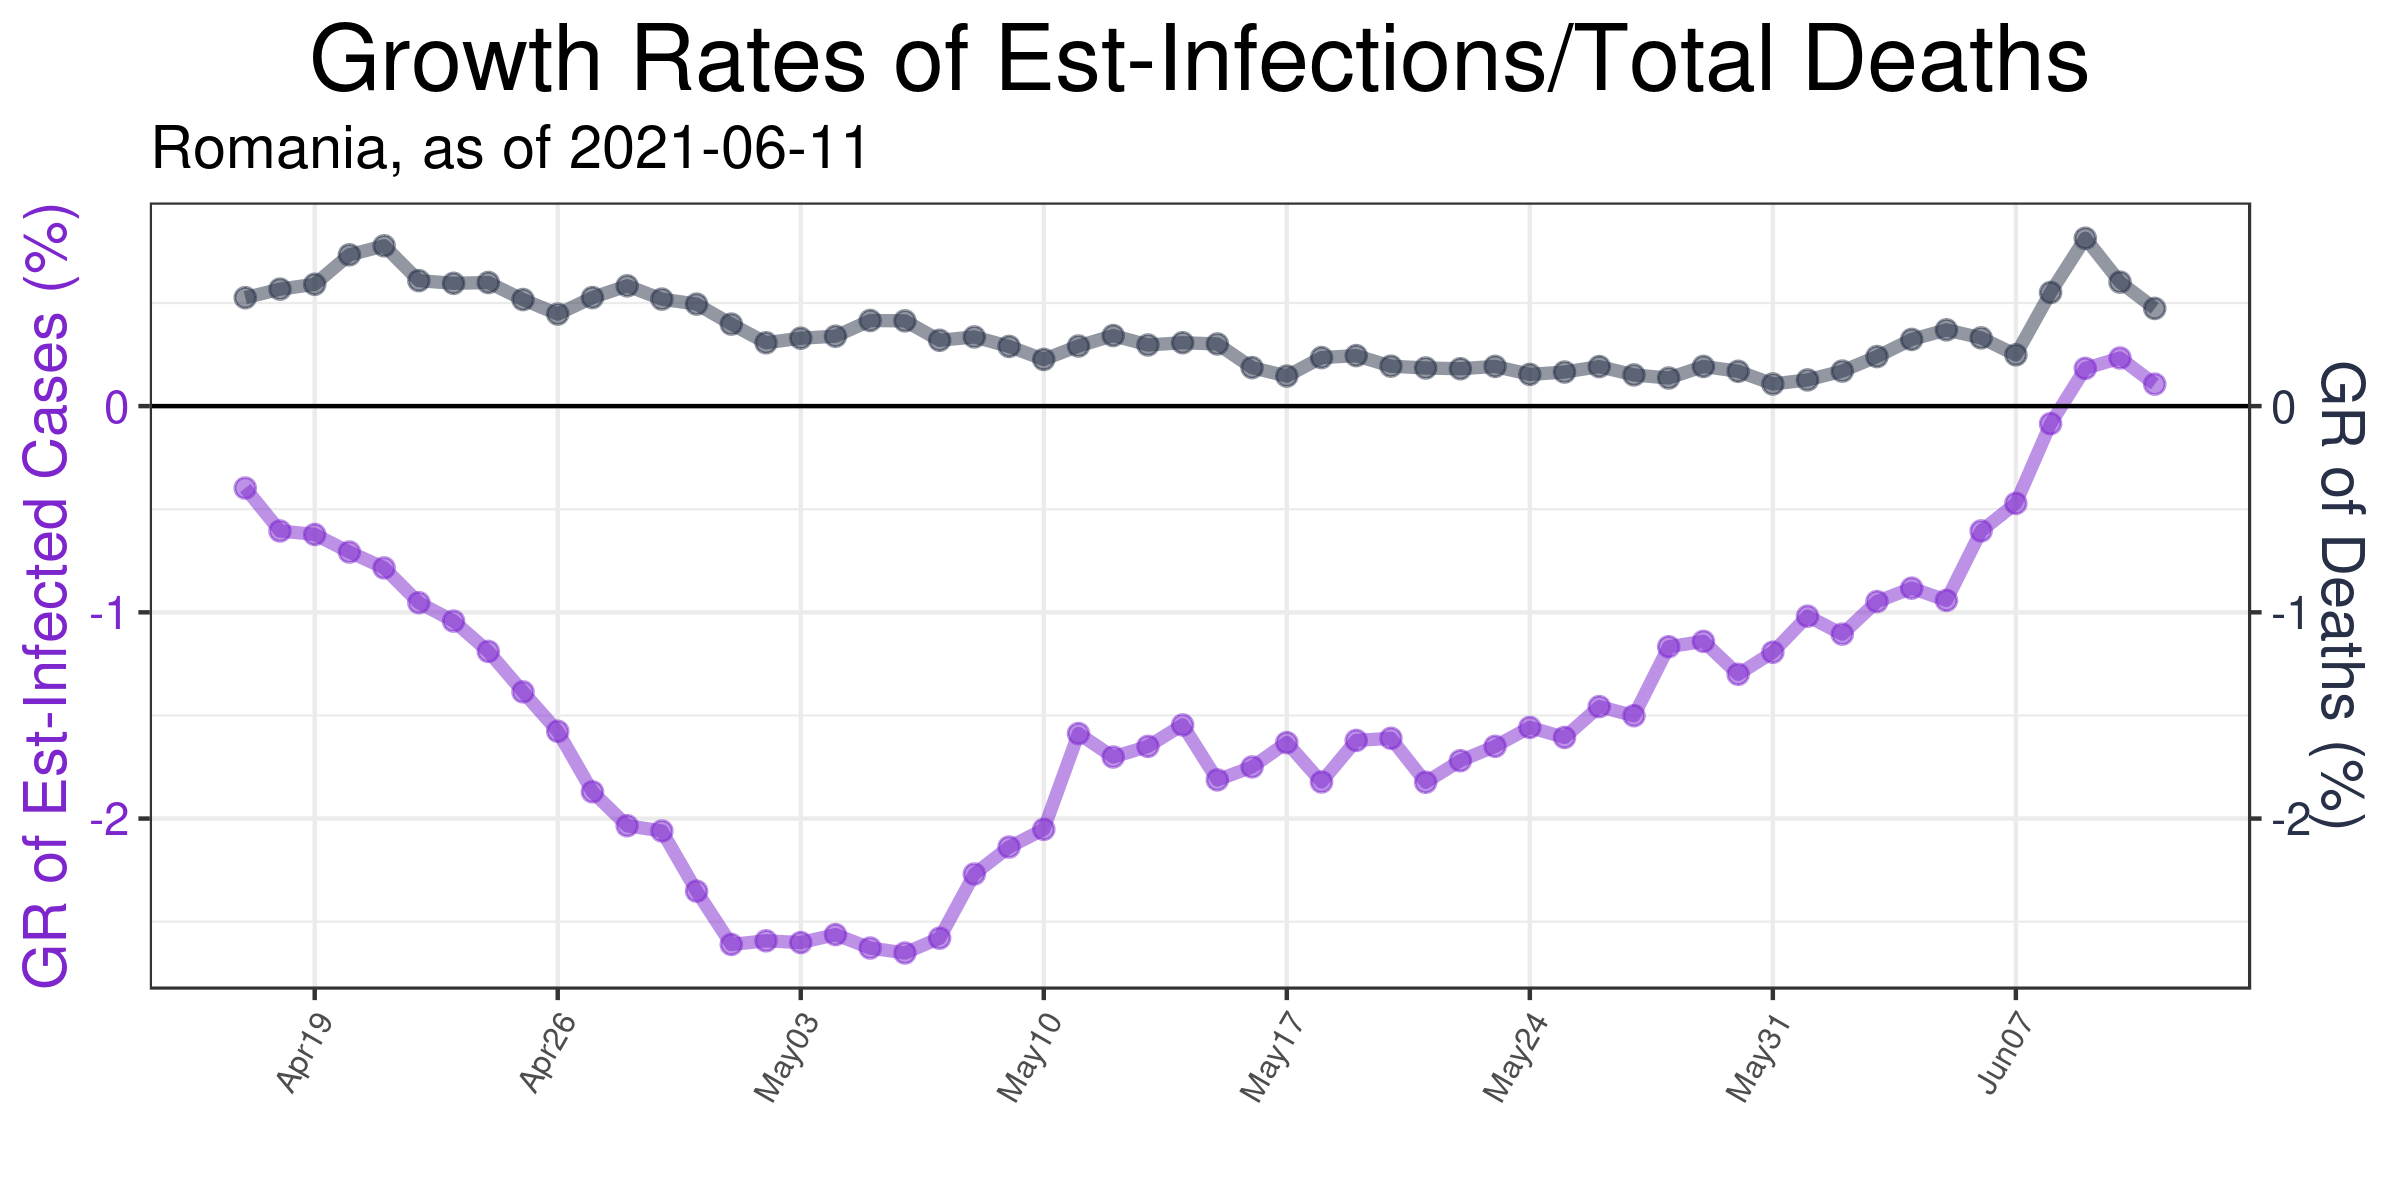 Growth Rates of Est-Infections/Total Deaths
Romania, as of 2021-06-11
GR of Est-Infected Cases (%)
0
-1
-2
0
-1
-2
GR of Deaths (%)
Apr19
Apr26
May03
May10
May17
May24
May31
Jun07